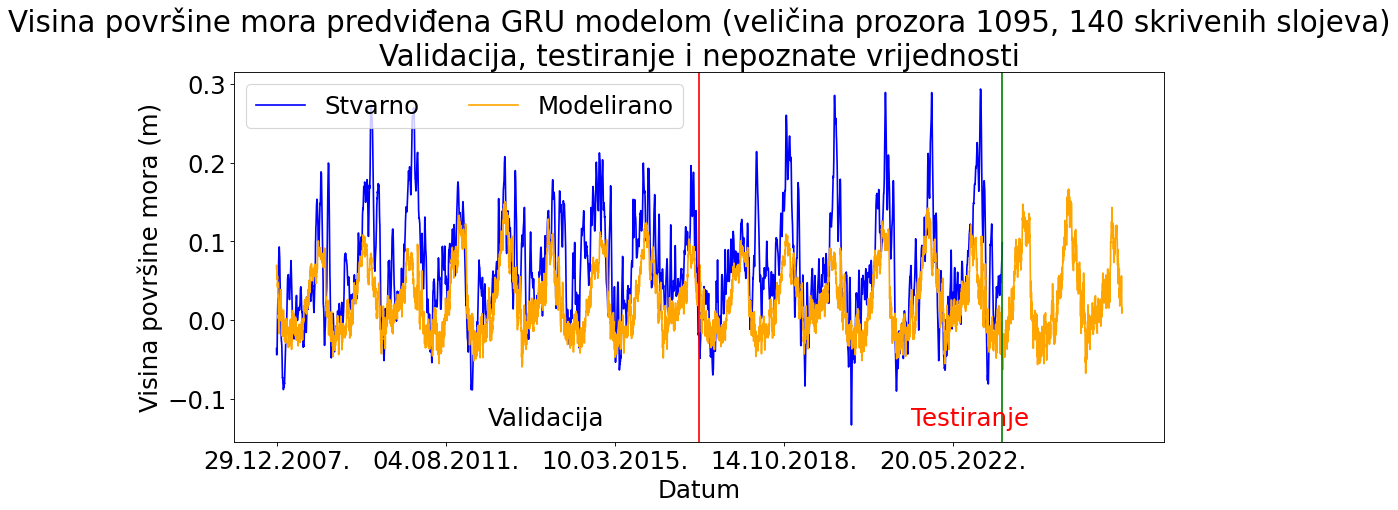 Visina površine mora predviđena GRU modelom (veličina prozora 1095, 140 skrivenih slojeva)
Validacija, testiranje i nepoznate vrijednosti
Stvarno
Modelirano
Visina površine mora (m)
0.3
0.2
0.1
0.0
−0.1
Validacija
Testiranje
29.12.2007.
04.08.2011.
10.03.2015.
14.10.2018.
20.05.2022.
Datum